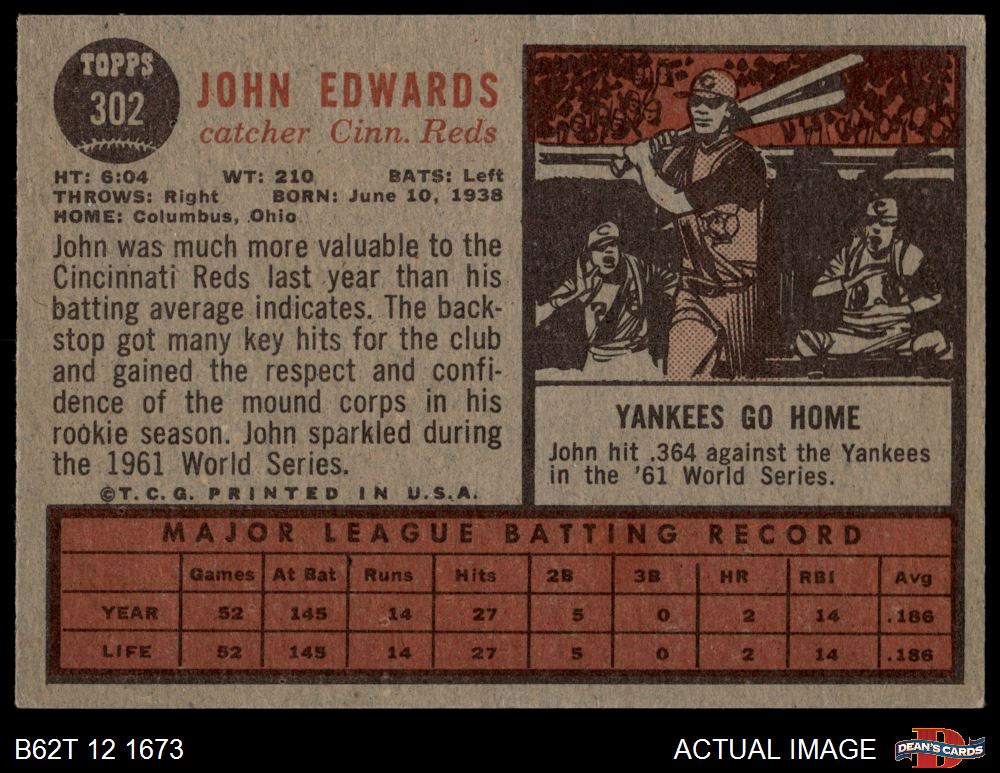 TOPPS
302
JOHN EDWARDS
catcher Cinn. Reds
HT: 6:04 WT: 210 BATS: Left
THROWS: Right BORN: June 10, 1938
HOME: Columbus, Ohio
John was much more valuable to the
Cincinnati Reds last year than his
batting average indicates. The back-
stop got many key hits for the club
and gained the respect and confi-
dence of the mound corps in his
rookie season. John sparkled during
the 1961 World Series.
©T.C.G. PRINTED IN U.S.A.
C
C
C
YANKEES GO HOME
John hit .364 against the Yankees
in the '61 World Series.
MAJOR LEAGUE BATTING RECORD
Games At Bat Runs Hits 2B 3B HR RBI Avg
YEAR 52 145 14 27 5 0 2 14 .186
LIFE 52 145 14 27 5 0 2 14 .186
B62T 12 1673
ACTUAL IMAGE
D
DEAN'S CARDS